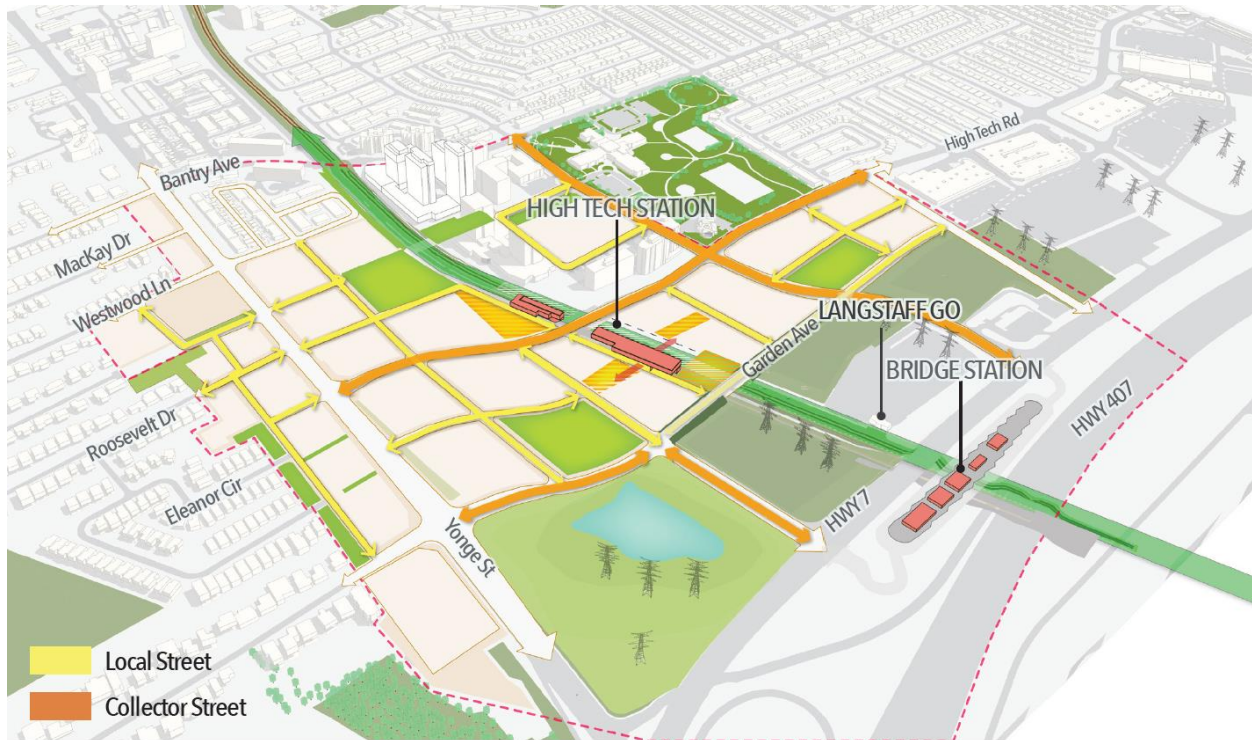 High Tech Rd
Bantry Ave
HIGH TECH STATION
MacKay Dr
Westwood Ln
LANGSTAFF GO
Garden Ave
BRIDGE STATION
HWY 407
Roosevelt Dr
Eleanor Cir
HWY 7
Yonge St
Local Street
Collector Street